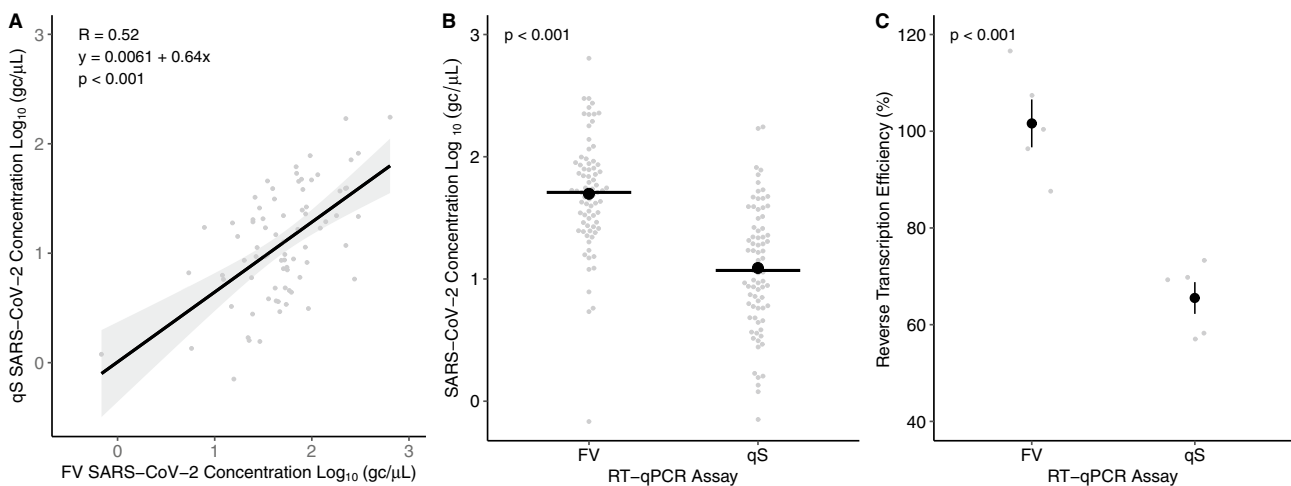 A
R = 0.52
y = 0.0061 + 0.64x
p < 0.001
qS SARS−CoV−2 Concentration Log₁₀ (gc/μL)
3
2
1
0
0 1 2 3
FV SARS−CoV−2 Concentration Log₁₀ (gc/μL)
B
p < 0.001
SARS−CoV−2 Concentration Log ₁₀ (gc/μL)
3
2
1
0
FV qS
RT−qPCR Assay
C
p < 0.001
Reverse Transcription Efficiency (%)
120
100
80
60
40
FV qS
RT−qPCR Assay